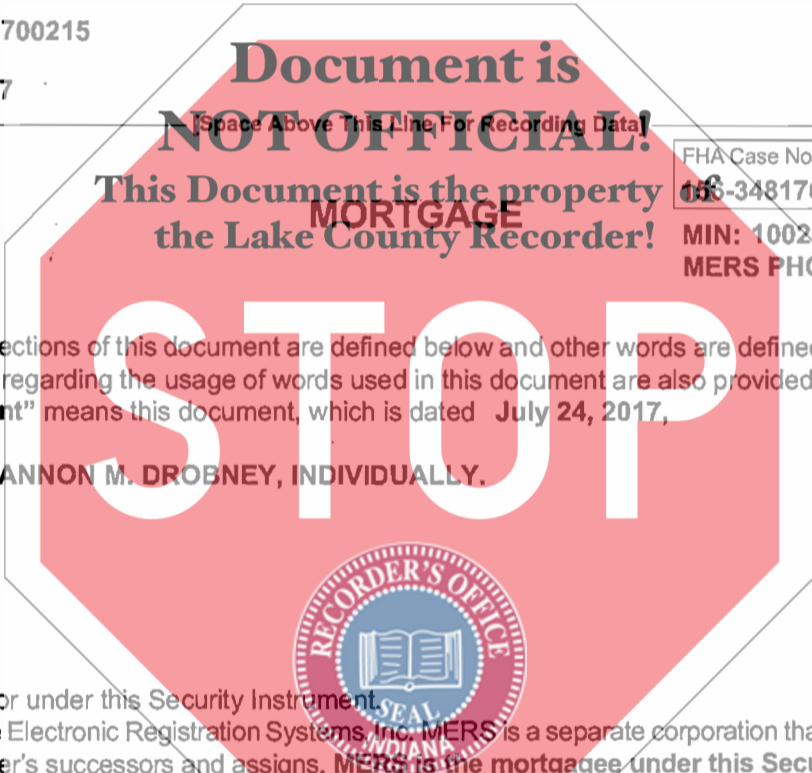 700215
7
Document is
NOT OFFICIAL!
[Space Above This Line For Recording Data]
FHA Case No
This Document is the property of
156-34817
MORTGAGE
the Lake County Recorder!
MIN: 1002
MERS PHO
STOP
ections of this document are defined below and other words are defined
regarding the usage of words used in this document are also provided
nt” means this document, which is dated July 24, 2017,
ANNON M. DROBNEY, INDIVIDUALLY.
RECORDER'S OFFICE
SEAL
INDIANA
or under this Security Instrument.
Electronic Registration Systems, Inc. MERS is a separate corporation tha
er's successors and assigns. MERS is the mortgagee under this Secu